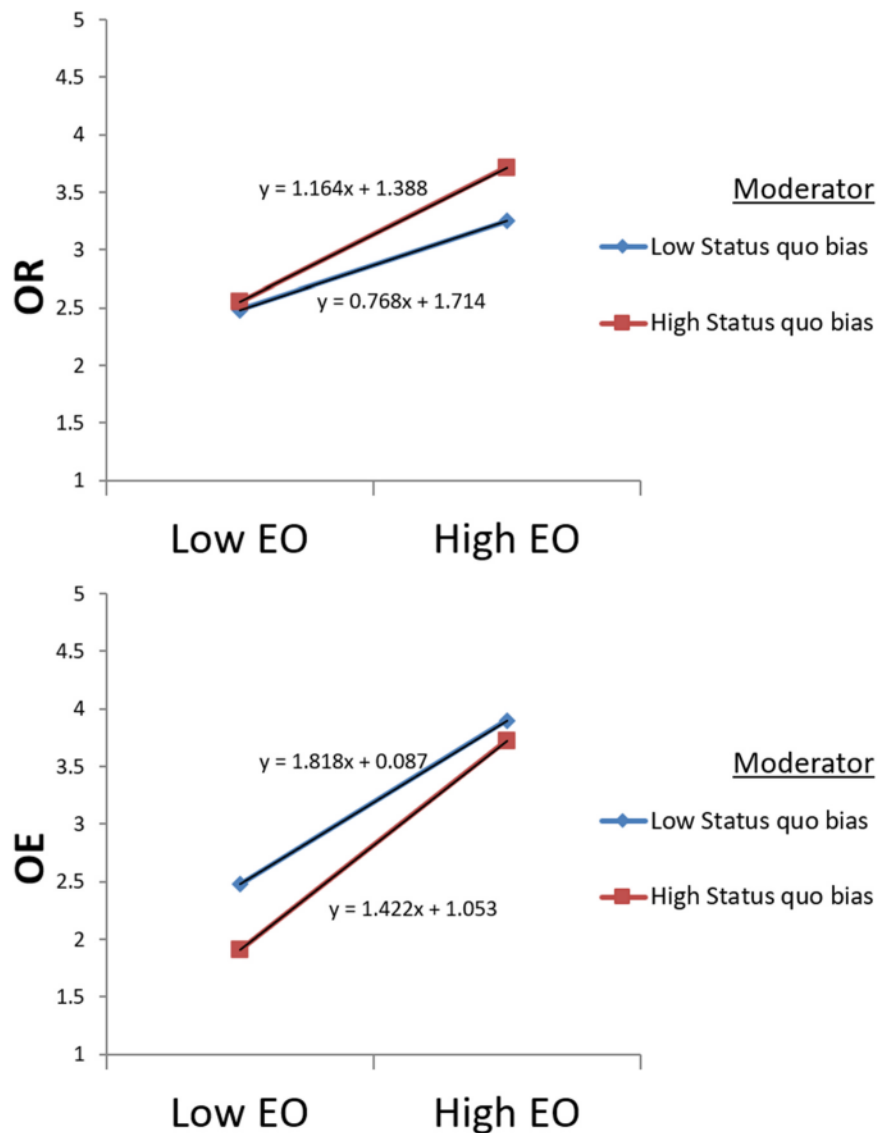 5
4.5
4
3.5
3
2.5
2
1.5
1
OR
y = 1.164x + 1.388
y = 0.768x + 1.714
Low EO High EO
Moderator
Low Status quo bias
High Status quo bias
5
4.5
4
3.5
3
2.5
2
1.5
1
OE
y = 1.818x + 0.087
y = 1.422x + 1.053
Low EO High EO
Moderator
Low Status quo bias
High Status quo bias